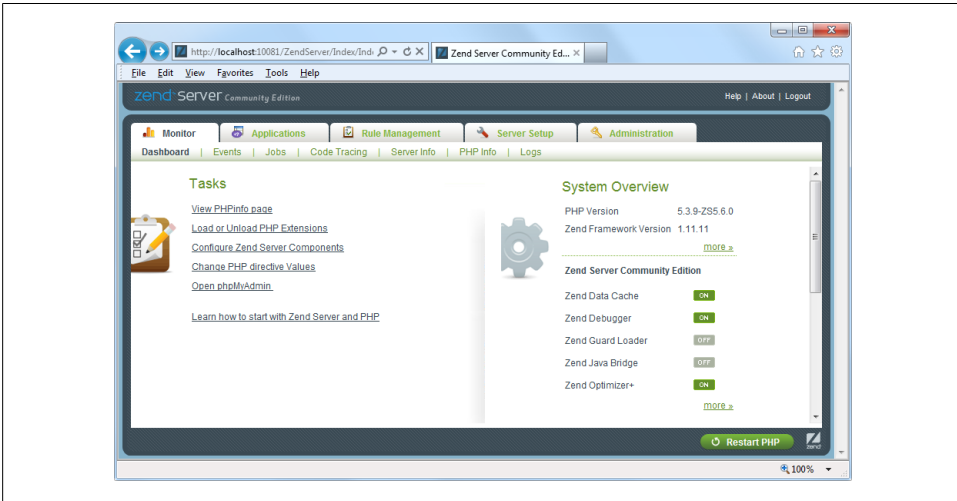 http://localhost:10081/ZendServer/Index/Inde
Zend Server Community Ed...
File Edit View Favorites Tools Help
zend server Community Edition
Help | About | Logout
Monitor
Applications
Rule Management
Server Setup
Administration
Dashboard | Events | Jobs | Code Tracing | Server Info | PHP Info | Logs
Tasks
View PHPinfo page
Load or Unload PHP Extensions
Configure Zend Server Components
Change PHP directive Values
Open phpMyAdmin
Learn how to start with Zend Server and PHP
System Overview
PHP Version 5.3.9-ZS5.6.0
Zend Framework Version 1.11.11
more »
Zend Server Community Edition
Zend Data Cache ON
Zend Debugger ON
Zend Guard Loader OFF
Zend Java Bridge OFF
Zend Optimizer+ ON
more »
Restart PHP
zend
100%